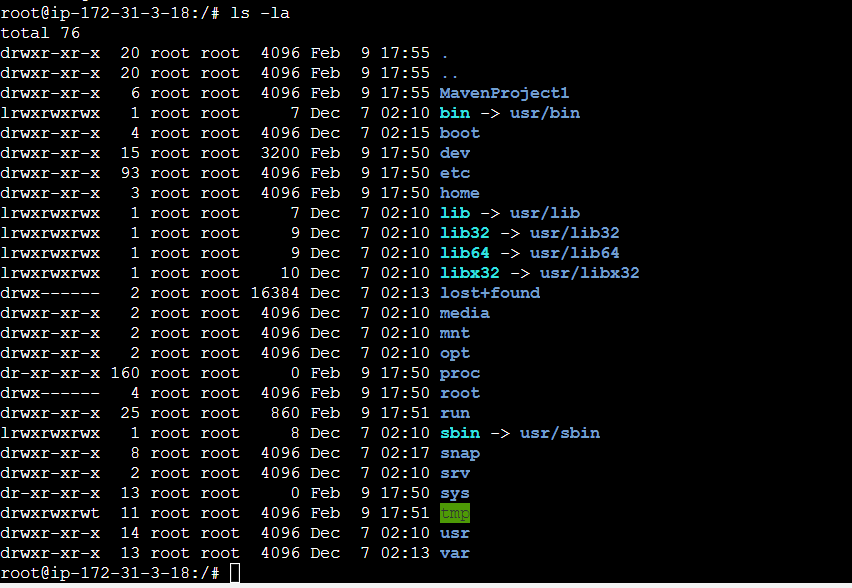 root@ip-172-31-3-18:/# ls -la
total 76
drwxr-xr-x  20 root root  4096 Feb  9 17:55 .
drwxr-xr-x  20 root root  4096 Feb  9 17:55 ..
drwxr-xr-x   6 root root  4096 Feb  9 17:55 MavenProject1
lrwxrwxrwx   1 root root     7 Dec  7 02:10 bin -> usr/bin
drwxr-xr-x   4 root root  4096 Dec  7 02:15 boot
drwxr-xr-x  15 root root  3200 Feb  9 17:50 dev
drwxr-xr-x  93 root root  4096 Feb  9 17:50 etc
drwxr-xr-x   3 root root  4096 Feb  9 17:50 home
lrwxrwxrwx   1 root root     7 Dec  7 02:10 lib -> usr/lib
lrwxrwxrwx   1 root root     9 Dec  7 02:10 lib32 -> usr/lib32
lrwxrwxrwx   1 root root     9 Dec  7 02:10 lib64 -> usr/lib64
lrwxrwxrwx   1 root root    10 Dec  7 02:10 libx32 -> usr/libx32
drwx------   2 root root 16384 Dec  7 02:13 lost+found
drwxr-xr-x   2 root root  4096 Dec  7 02:10 media
drwxr-xr-x   2 root root  4096 Dec  7 02:10 mnt
drwxr-xr-x   2 root root  4096 Dec  7 02:10 opt
dr-xr-xr-x 160 root root     0 Feb  9 17:50 proc
drwx------   4 root root  4096 Feb  9 17:50 root
drwxr-xr-x  25 root root   860 Feb  9 17:51 run
lrwxrwxrwx   1 root root     8 Dec  7 02:10 sbin -> usr/sbin
drwxr-xr-x   8 root root  4096 Dec  7 02:17 snap
drwxr-xr-x   2 root root  4096 Dec  7 02:10 srv
dr-xr-xr-x  13 root root     0 Feb  9 17:50 sys
drwxrwxrwt  11 root root  4096 Feb  9 17:51 tmp
drwxr-xr-x  14 root root  4096 Dec  7 02:10 usr
drwxr-xr-x  13 root root  4096 Dec  7 02:13 var
root@ip-172-31-3-18:/#